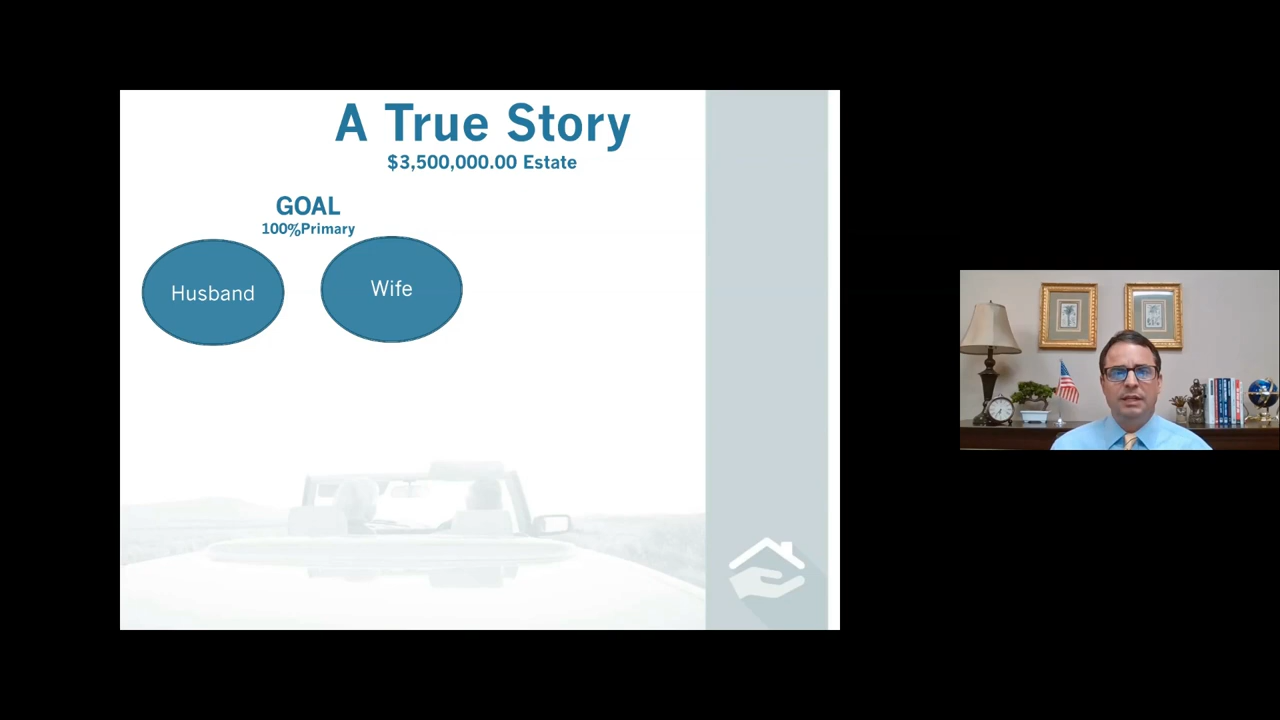 A True Story
$3,500,000.00 Estate
GOAL
100%Primary
Husband
Wife